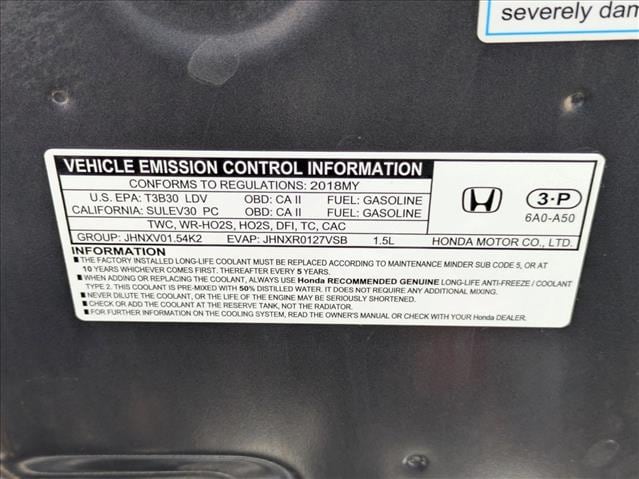 severely dam
VEHICLE EMISSION CONTROL INFORMATION
CONFORMS TO REGULATIONS: 2018MY
U.S. EPA: T3B30 LDV OBD: CA II FUEL: GASOLINE
CALIFORNIA: SULEV30 PC OBD: CA II FUEL: GASOLINE
TWC, WR-HO2S, HO2S, DFI, TC, CAC
GROUP: JHNXV01.54K2 EVAP: JHNXR0127VSB 1.5L
3-P
6A0-A50
HONDA MOTOR CO., LTD.
INFORMATION
■ THE FACTORY INSTALLED LONG-LIFE COOLANT MUST BE REPLACED ACCORDING TO MAINTENANCE MINDER SUB CODE 5, OR AT
10 YEARS WHICHEVER COMES FIRST. THEREAFTER EVERY 5 YEARS.
■ WHEN ADDING OR REPLACING THE COOLANT, ALWAYS USE Honda RECOMMENDED GENUINE LONG-LIFE ANTI-FREEZE / COOLANT
TYPE 2. THIS COOLANT IS PRE-MIXED WITH 50% DISTILLED WATER. IT DOES NOT REQUIRE ANY ADDITIONAL MIXING.
■ NEVER DILUTE THE COOLANT, OR THE LIFE OF THE ENGINE MAY BE SERIOUSLY SHORTENED.
■ CHECK OR ADD THE COOLANT AT THE RESERVE TANK, NOT THE RADIATOR.
■ FOR FURTHER INFORMATION ON THE COOLING SYSTEM, READ THE OWNER'S MANUAL OR CHECK WITH YOUR Honda DEALER.